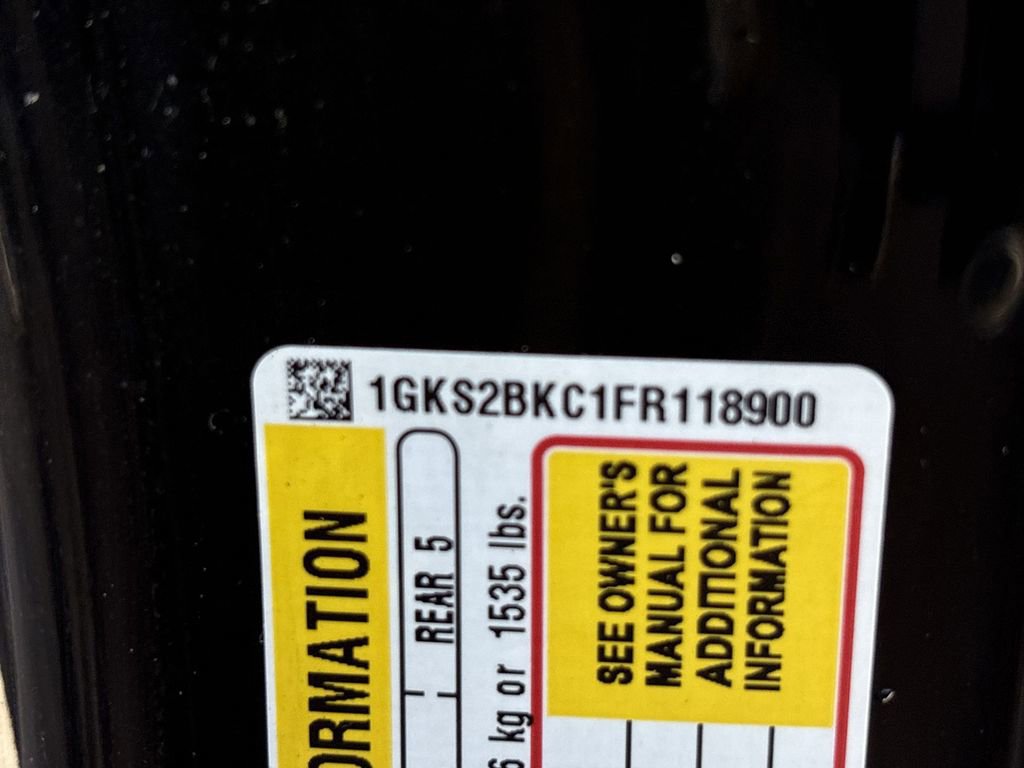 1GKS2BKC1FR118900
ORMATION
REAR 5
6 kg or 1535 lbs.
SEE OWNER'S
MANUAL FOR
ADDITIONAL
INFORMATION